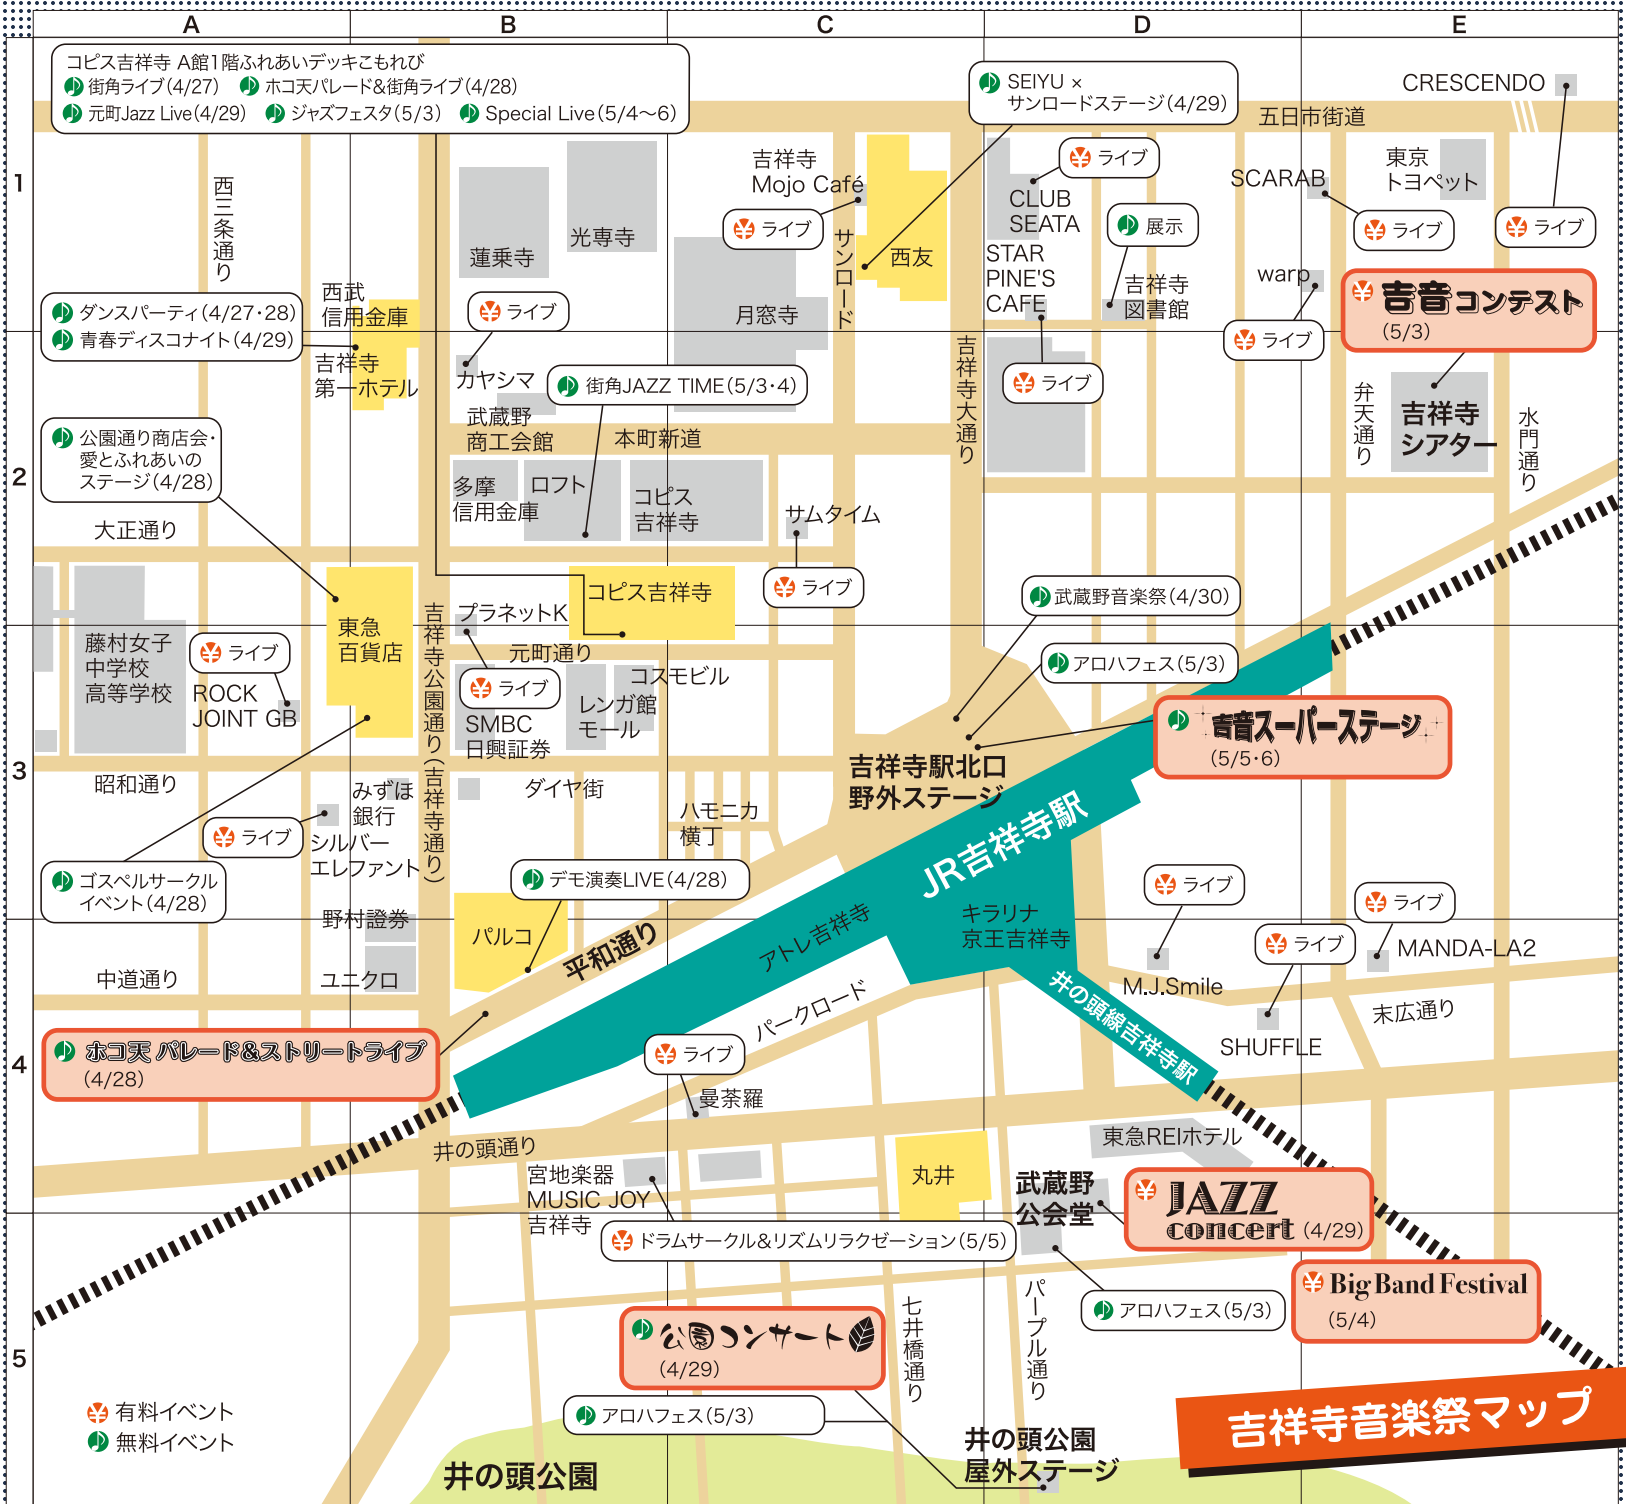 A
B
C
D
E
1
2
3
4
5
コピス吉祥寺 A館1階ふれあいデッキこもれび
街角ライブ(4/27) ホコ天パレード&街角ライブ(4/28)
元町Jazz Live(4/29) ジャズフェスタ(5/3) Special Live(5/4〜6)
SEIYU ×
サンロードステージ(4/29)
CRESCENDO
五日市街道
¥ ライブ
吉祥寺
Mojo Café
¥ ライブ
CLUB
SEATA
SCARAB
¥ ライブ
東京
トヨペット
¥ ライブ
西三条通り
蓮乗寺
光専寺
サンロード
西友
展示
STAR
PINE'S
CAFE
吉祥寺
図書館
warp
¥ ライブ
¥ 吉音コンテスト
(5/3)
ダンスパーティ(4/27・28)
青春ディスコナイト(4/29)
西武
信用金庫
吉祥寺
第一ホテル
¥ ライブ
月窓寺
カヤシマ
街角JAZZ TIME(5/3・4)
吉祥寺大通り
¥ ライブ
弁天通り
吉祥寺
シアター
水門通り
公園通り商店会・
愛とふれあいの
ステージ(4/28)
武蔵野
商工会館
本町新道
多摩
信用金庫
ロフト
コピス
吉祥寺
サムタイム
大正通り
¥ ライブ
コピス吉祥寺
武蔵野音楽祭(4/30)
プラネットK
東急
百貨店
吉祥寺公園通り(吉祥寺通り)
藤村女子
中学校
高等学校
¥ ライブ
ROCK
JOINT GB
元町通り
¥ ライブ
コスモビル
アロハフェス(5/3)
SMBC
日興証券
レンガ館
モール
吉音スーパーステージ
(5/5・6)
吉祥寺駅北口
野外ステージ
昭和通り
みずほ
銀行
ダイヤ街
ハモニカ
横丁
¥ ライブ
シルバー
エレファント
JR吉祥寺駅
ゴスペルサークル
イベント(4/28)
デモ演奏LIVE(4/28)
¥ ライブ
¥ ライブ
野村證券
パルコ
平和通り
アトレ吉祥寺
キラリナ
京王吉祥寺
¥ ライブ
MANDA-LA2
中道通り
ユニクロ
パークロード
井の頭線吉祥寺駅
M.J.Smile
SHUFFLE
末広通り
ホコ天 パレード&ストリートライブ
(4/28)
¥ ライブ
曼荼羅
井の頭通り
東急REIホテル
宮地楽器
MUSIC JOY
吉祥寺
丸井
武蔵野
公会堂
¥ JAZZ
concert (4/29)
¥ ドラムサークル&リズムリラクゼーション(5/5)
¥ Big Band Festival
(5/4)
アロハフェス(5/3)
公園コンサート
(4/29)
七井橋通り
パープル通り
アロハフェス(5/3)
¥ 有料イベント
無料イベント
井の頭公園
井の頭公園
屋外ステージ
吉祥寺音楽祭マップ